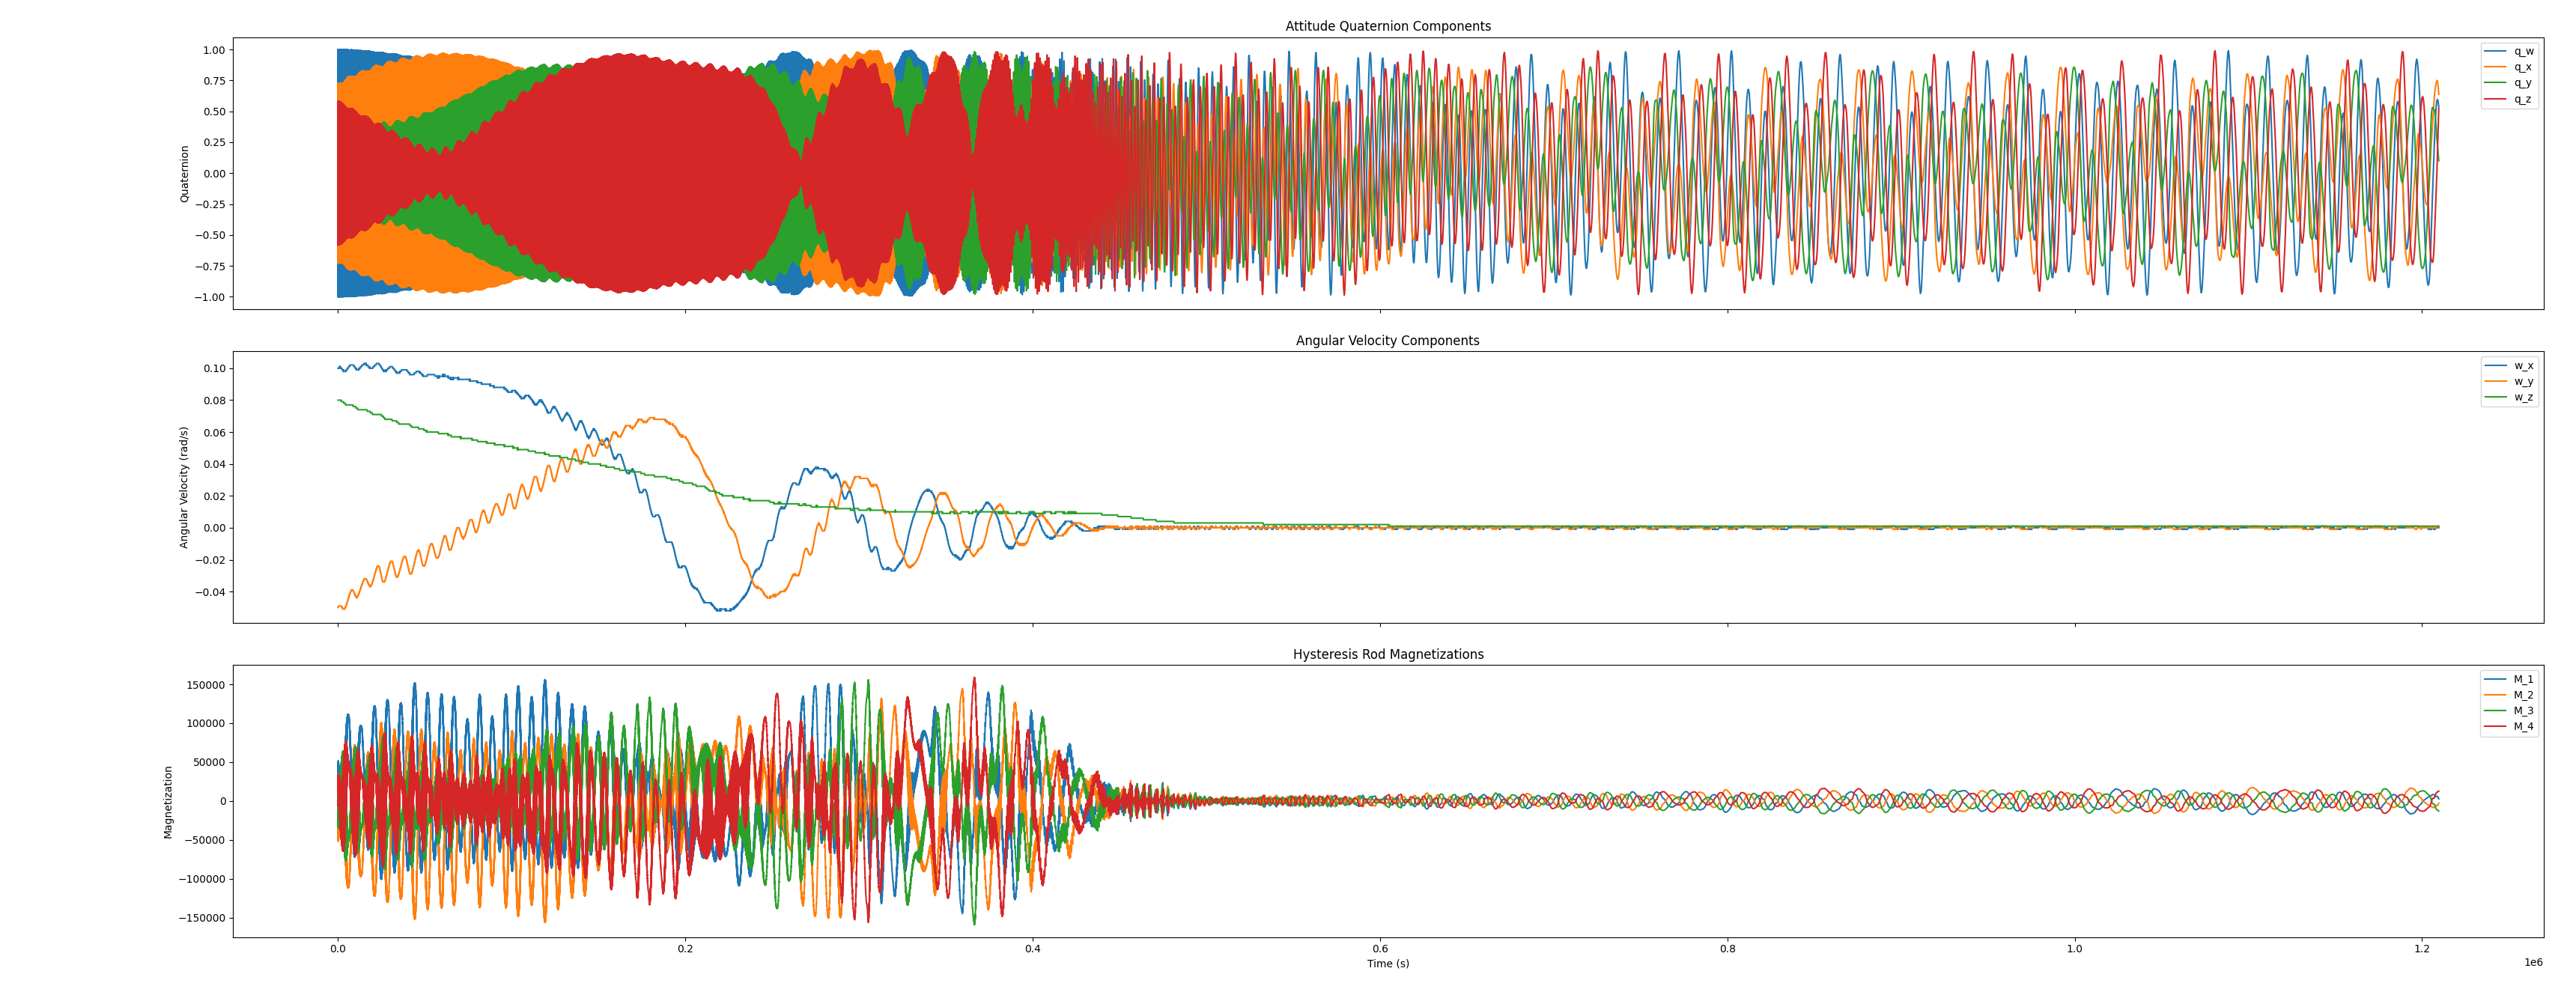 Attitude Quaternion Components
1.00
0.75
0.50
0.25
0.00
−0.25
−0.50
−0.75
−1.00
Quaternion
q_w
q_x
q_y
q_z
Angular Velocity Components
0.10
0.08
0.06
0.04
0.02
0.00
−0.02
−0.04
Angular Velocity (rad/s)
w_x
w_y
w_z
Hysteresis Rod Magnetizations
150000
100000
50000
0
−50000
−100000
−150000
Magnetization
M_1
M_2
M_3
M_4
0.0 0.2 0.4 0.6 0.8 1.0 1.2
Time (s)
1e6